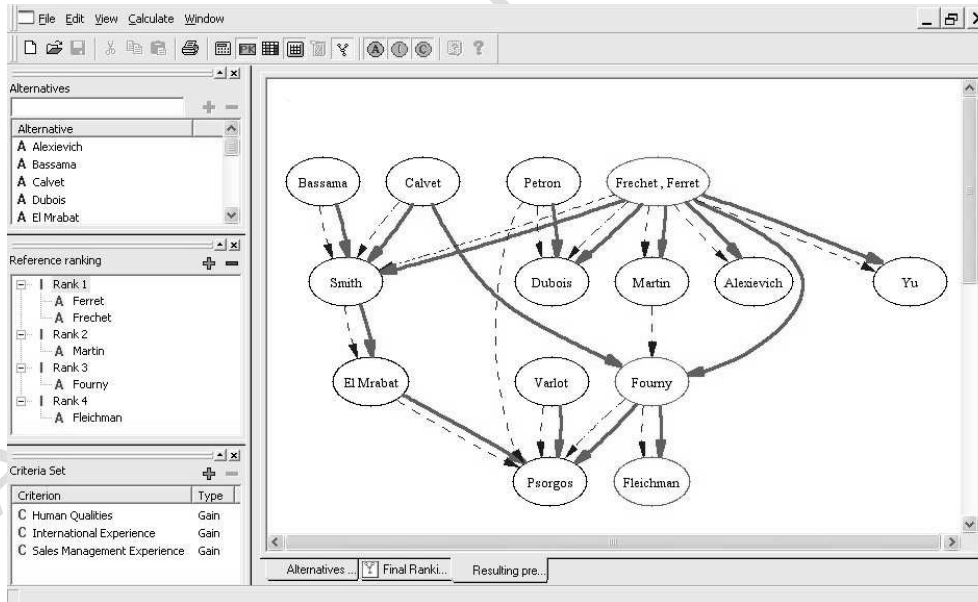 File Edit View Calculate Window
PK
A I C
?
Alternatives
Alternative
A Alexievich
A Bassama
A Calvet
A Dubois
A El Mrabat
Reference ranking
I Rank 1
A Ferret
A Frechet
I Rank 2
A Martin
I Rank 3
A Fourny
I Rank 4
A Fleichman
Criteria Set
Criterion Type
C Human Qualities Gain
C International Experience Gain
C Sales Management Experience Gain
Bassama Calvet Petron Frechet , Ferret
Smith Dubois Martin Alexievich Yu
El Mrabat Varlot Fourny
Psorgos Fleichman
Alternatives ... Final Ranki... Resulting pre...